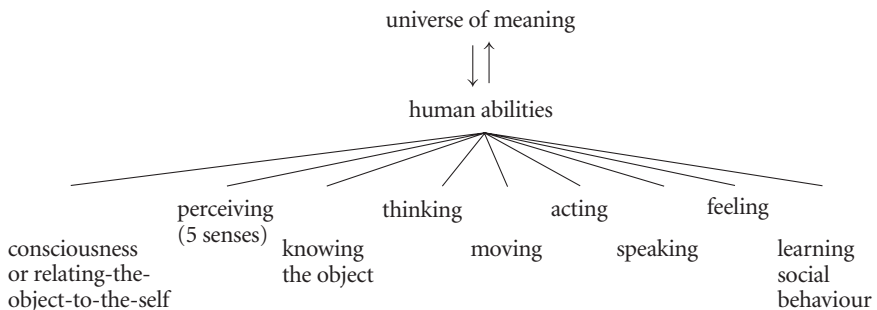 universe of meaning
human abilities
perceiving
(5 senses)
thinking
acting
feeling
consciousness
or relating-the-
object-to-the-self
knowing
the object
moving
speaking
learning
social
behaviour